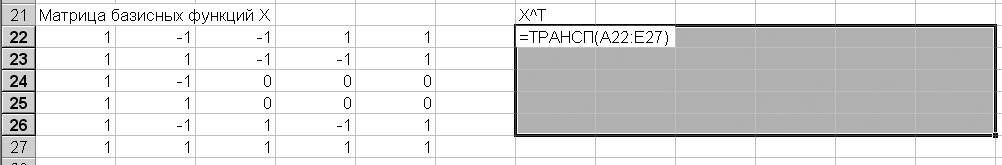 21 Матрица базисных функций X X^T
22 1 -1 -1 1 1 =ТРАНСП(A22:E27)
23 1 1 -1 -1 1
24 1 -1 0 0 0
25 1 1 0 0 0
26 1 -1 1 -1 1
27 1 1 1 1 1